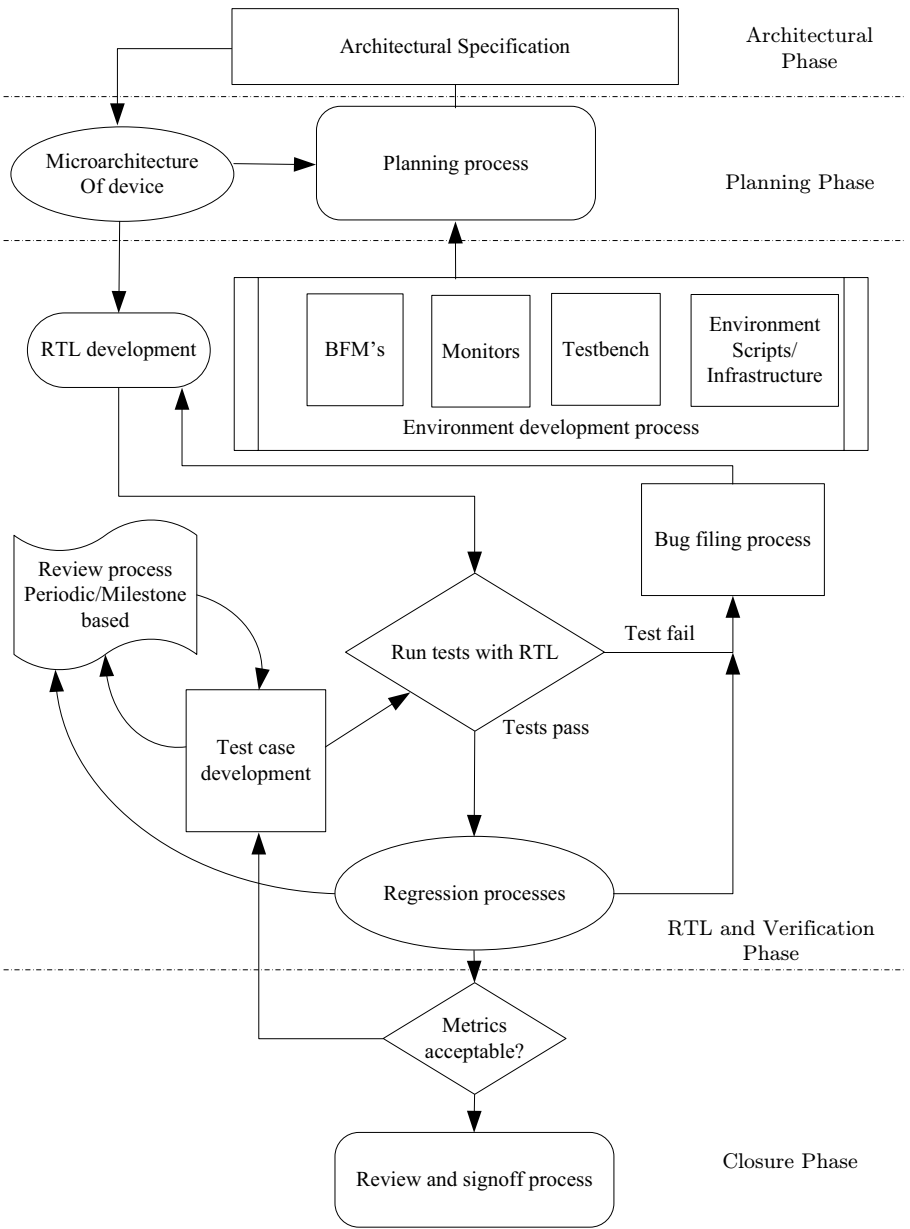 Architectural Specification
Architectural
Phase
Microarchitecture
Of device
Planning process
Planning Phase
RTL development
BFM's
Monitors
Testbench
Environment
Scripts/
Infrastructure
Environment development process
Bug filing process
Review process
Periodic/Milestone
based
Run tests with RTL
Test fail
Tests pass
Test case
development
Regression processes
RTL and Verification
Phase
Metrics
acceptable?
Review and signoff process
Closure Phase